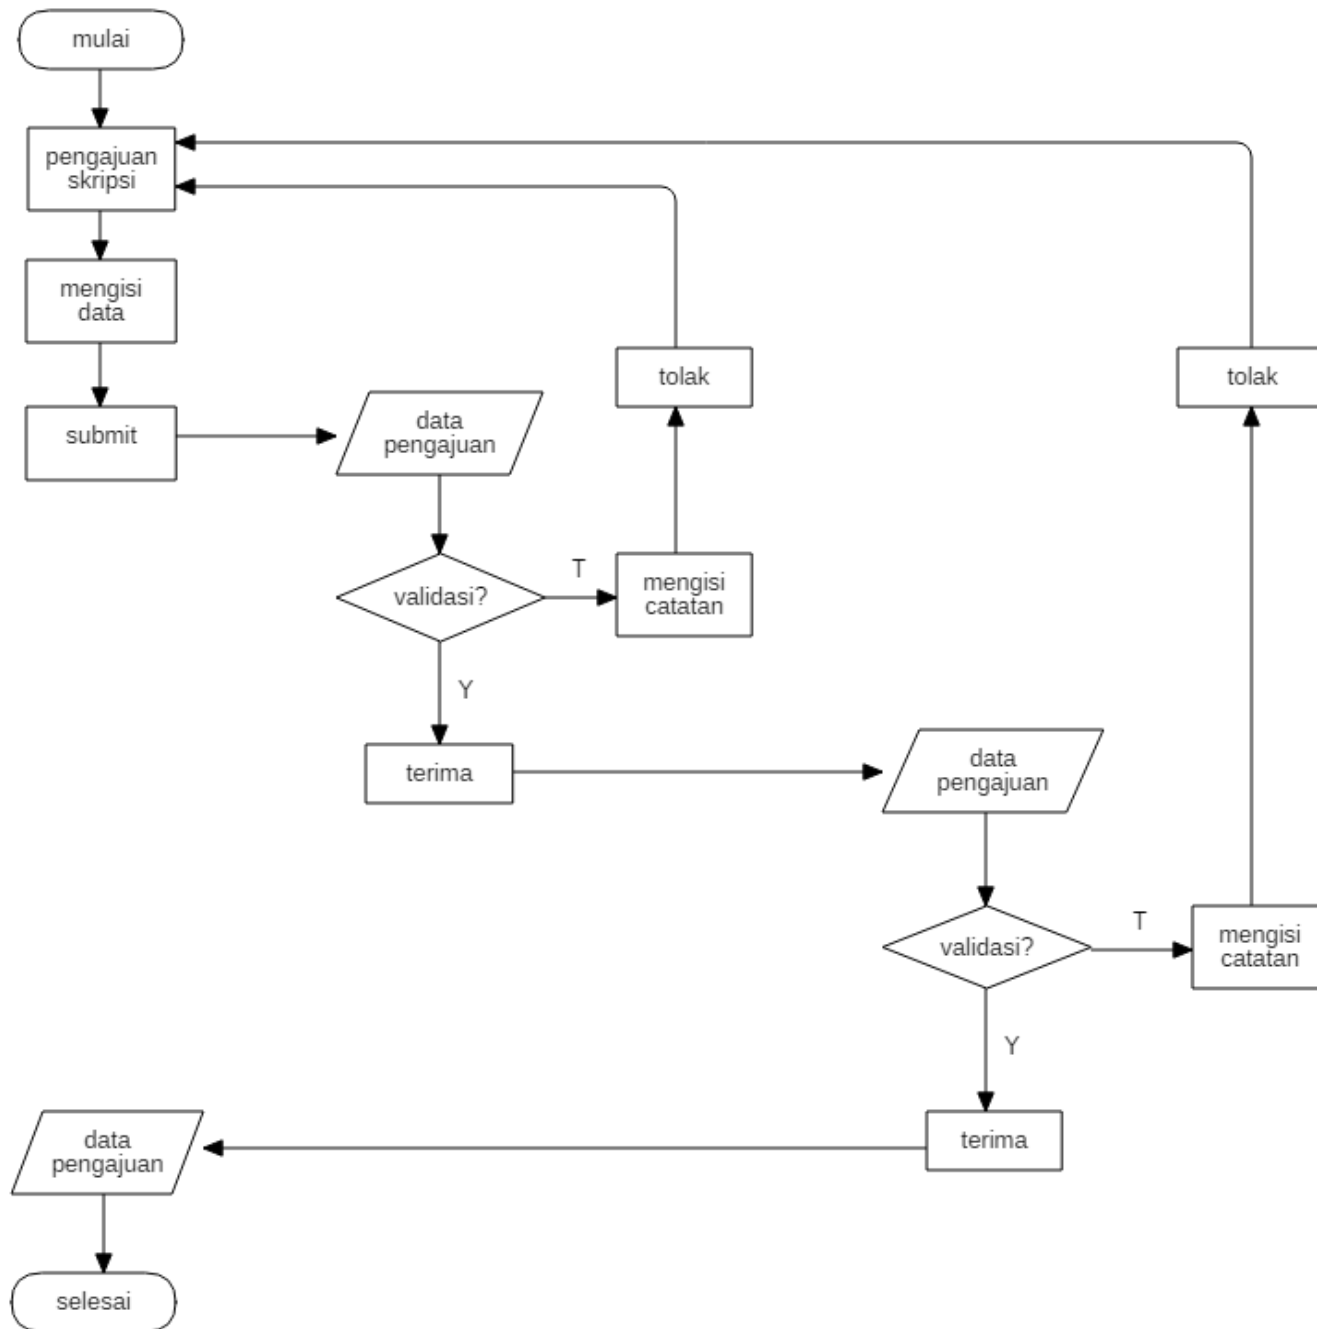 mulai
pengajuan
skripsi
mengisi
data
submit
data
pengajuan
validasi?
T
mengisi
catatan
tolak
Y
terima
data
pengajuan
validasi?
T
mengisi
catatan
tolak
Y
terima
data
pengajuan
selesai